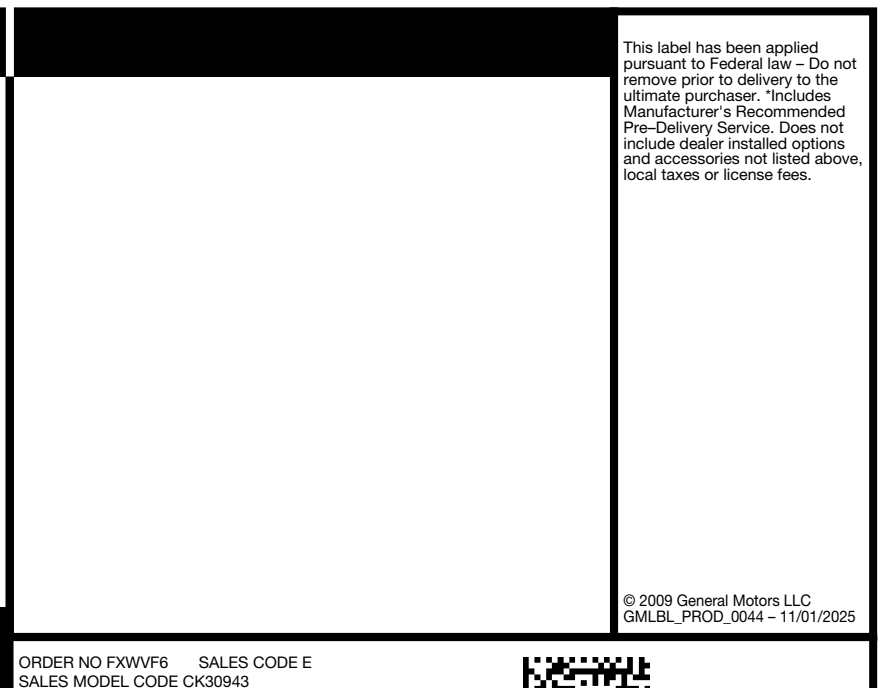 This label has been applied
pursuant to Federal law – Do not
remove prior to delivery to the
ultimate purchaser. *Includes
Manufacturer's Recommended
Pre–Delivery Service. Does not
include dealer installed options
and accessories not listed above,
local taxes or license fees.
© 2009 General Motors LLC
GMLBL_PROD_0044 – 11/01/2025
ORDER NO FXWVF6 SALES CODE E
SALES MODEL CODE CK30943